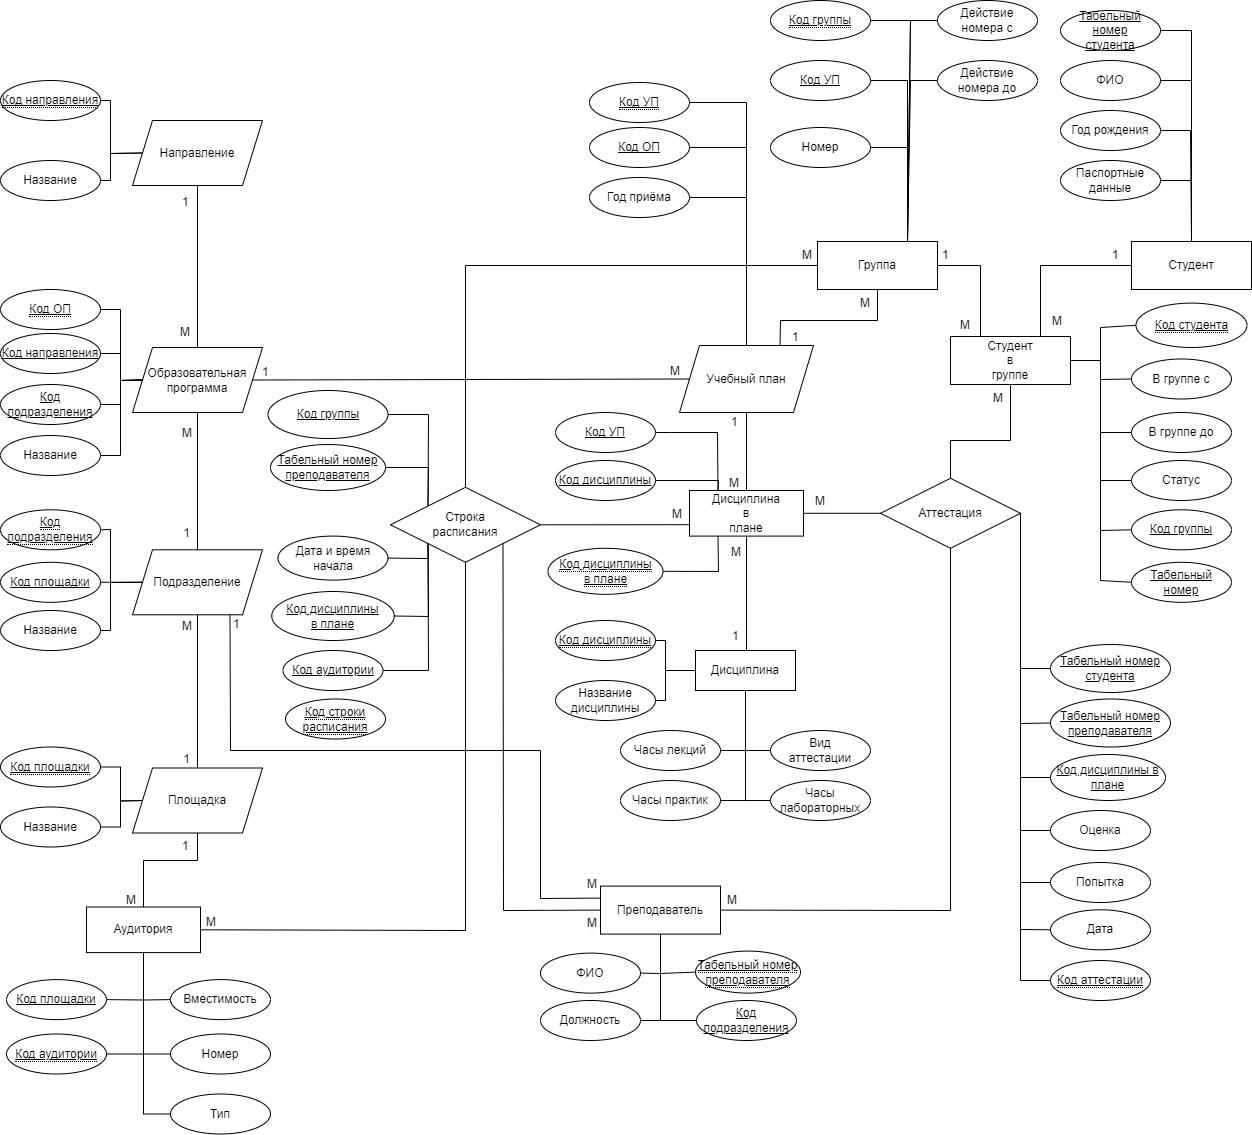 Код группы
Действие
номера с
Табельный
номер
студента
Код УП
Действие
номера до
ФИО
Номер
Год рождения
Паспортные
данные
Код УП
Код ОП
Год приёма
Код направления
Название
Направление
1
М
Группа
1
М
1
Студент
М
М
1
М
Студент
в
группе
М
Код студента
В группе с
В группе до
Статус
Код группы
Табельный
номер
Код ОП
Код направления
Код
подразделения
Название
М
Образовательная
программа
1
М
Учебный план
1
М
1
Код группы
Табельный номер
преподавателя
Строка
расписания
Дата и время
начала
Код дисциплины
в плане
Код аудитории
Код строки
расписания
Код УП
Код дисциплины
М
М
Дисциплина
в
плане
М
М
Аттестация
Код дисциплины
в плане
1
Код
подразделения
Код площадки
Название
Подразделение
М
1
1
Код дисциплины
Название
дисциплины
Дисциплина
Часы лекций
Вид
аттестации
Часы практик
Часы
лабораторных
Табельный номер
студента
Табельный номер
преподавателя
Код дисциплины в
плане
Оценка
Попытка
Дата
Код аттестации
Код площадки
Название
Площадка
1
М
Аудитория
М
М
М
Преподаватель
М
ФИО
Табельный номер
преподавателя
Должность
Код
подразделения
Код площадки
Вместимость
Код аудитории
Номер
Тип